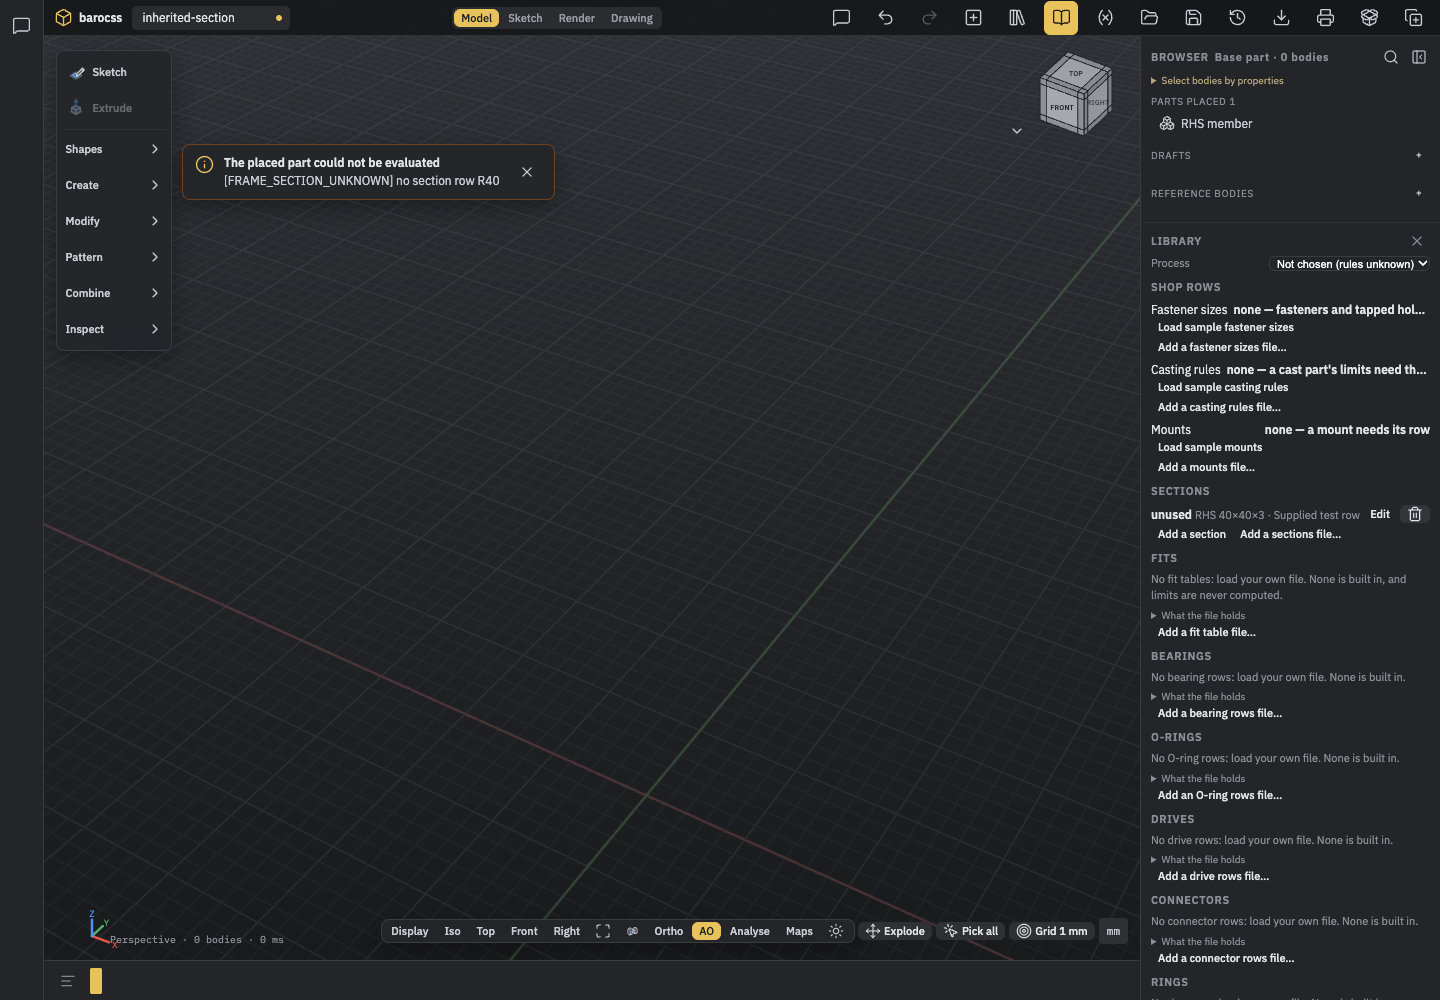 barocss
inherited-section
Model
Sketch
Render
Drawing
Sketch
Extrude
Shapes
Create
Modify
Pattern
Combine
Inspect
The placed part could not be evaluated
[FRAME_SECTION_UNKNOWN] no section row R40
TOP
FRONT
RIGHT
BROWSER Base part · 0 bodies
Select bodies by properties
PARTS PLACED 1
RHS member
DRAFTS +
REFERENCE BODIES +
LIBRARY
Process Not chosen (rules unknown)
SHOP ROWS
Fastener sizes none — fasteners and tapped hol...
Load sample fastener sizes
Add a fastener sizes file...
Casting rules none — a cast part's limits need th...
Load sample casting rules
Add a casting rules file...
Mounts none — a mount needs its row
Load sample mounts
Add a mounts file...
SECTIONS
unused RHS 40×40×3 · Supplied test row Edit
Add a section Add a sections file...
FITS
No fit tables: load your own file. None is built in, and
limits are never computed.
What the file holds
Add a fit table file...
BEARINGS
No bearing rows: load your own file. None is built in.
What the file holds
Add a bearing rows file...
O-RINGS
No O-ring rows: load your own file. None is built in.
What the file holds
Add an O-ring rows file...
DRIVES
No drive rows: load your own file. None is built in.
What the file holds
Add a drive rows file...
CONNECTORS
No connector rows: load your own file. None is built in.
What the file holds
Add a connector rows file...
RINGS
Z
Y
X
Perspective · 0 bodies · 0 ms
Display
Iso
Top
Front
Right
Ortho
AO
Analyse
Maps
Explode
Pick all
Grid 1 mm
mm